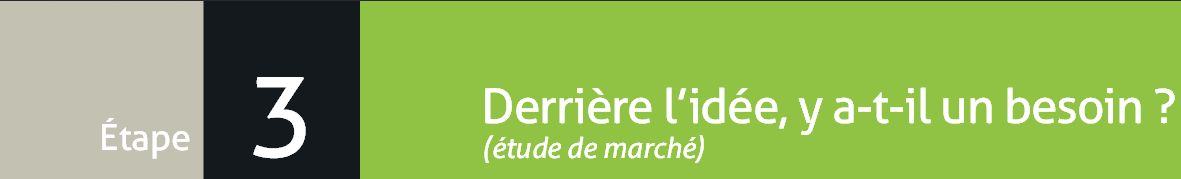 Étape
3
Derrière l'idée, y a-t-il un besoin ?
(étude de marché)